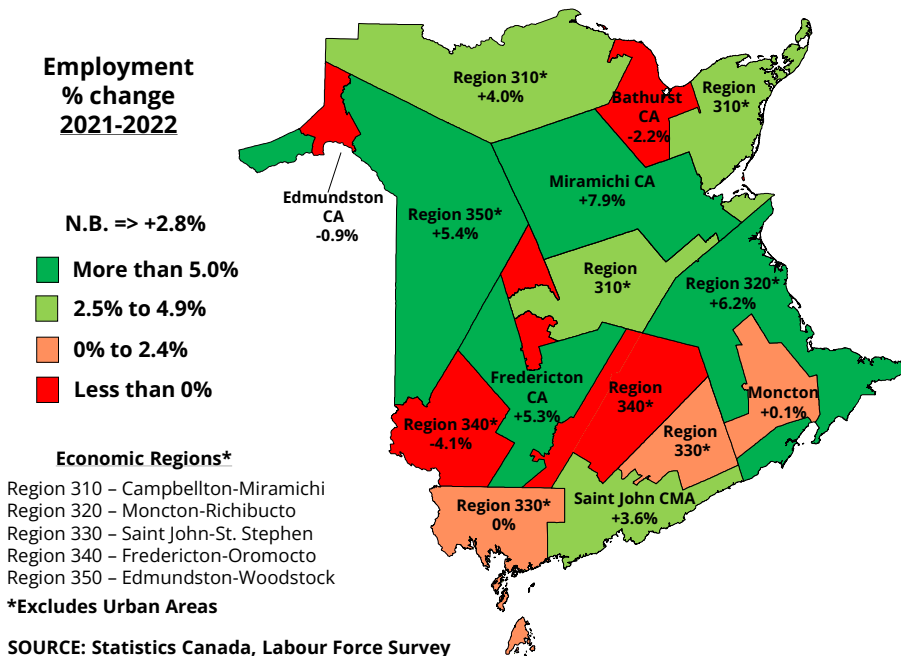 Employment
% change
2021-2022
N.B. => +2.8%
More than 5.0%
2.5% to 4.9%
0% to 2.4%
Less than 0%
Region 310*
+4.0%
Bathurst
CA
-2.2%
Region
310*
Edmundston
CA
-0.9%
Miramichi CA
+7.9%
Region 350*
+5.4%
Region
310*
Region 320*
+6.2%
Fredericton
CA
+5.3%
Region
340*
Moncton
+0.1%
Region 340*
-4.1%
Region
330*
Region 330*
0%
Saint John CMA
+3.6%
Economic Regions*
Region 310 – Campbellton-Miramichi
Region 320 – Moncton-Richibucto
Region 330 – Saint John-St. Stephen
Region 340 – Fredericton-Oromocto
Region 350 – Edmundston-Woodstock
*Excludes Urban Areas
SOURCE: Statistics Canada, Labour Force Survey